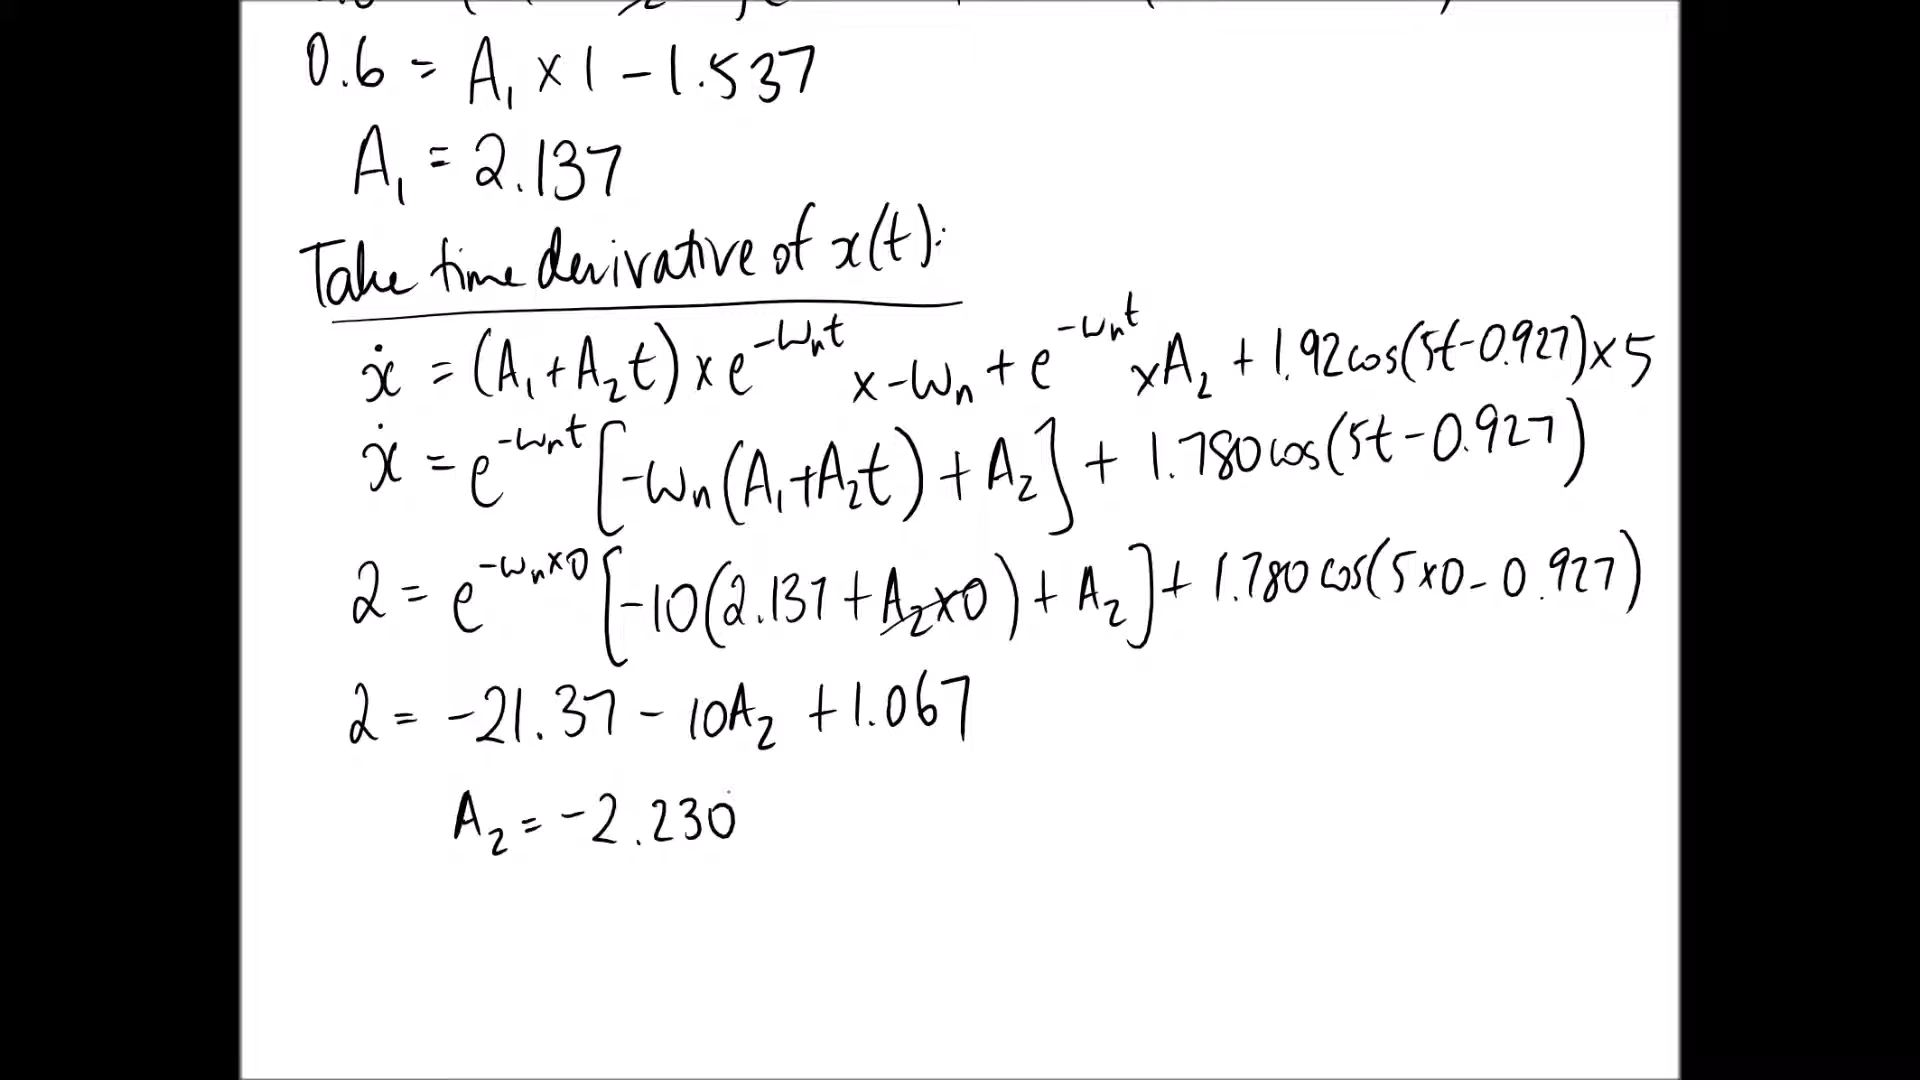 0.6 = A₁ × 1 - 1.537
A₁ = 2.137
Take time derivative of x(t):
ẋ = (A₁ + A₂t) × e^(-ωₙt) × -ωₙ + e^(-ωₙt) × A₂ + 1.92cos(5t - 0.927) × 5
ẋ = e^(-ωₙt) [-ωₙ(A₁ + A₂t) + A₂] + 1.780cos(5t - 0.927)
2 = e^(-ωₙ×0) [-10(2.137 + A₂×0) + A₂] + 1.780 cos(5×0 - 0.927)
2 = -21.37 - 10A₂ + 1.067
A₂ = -2.230